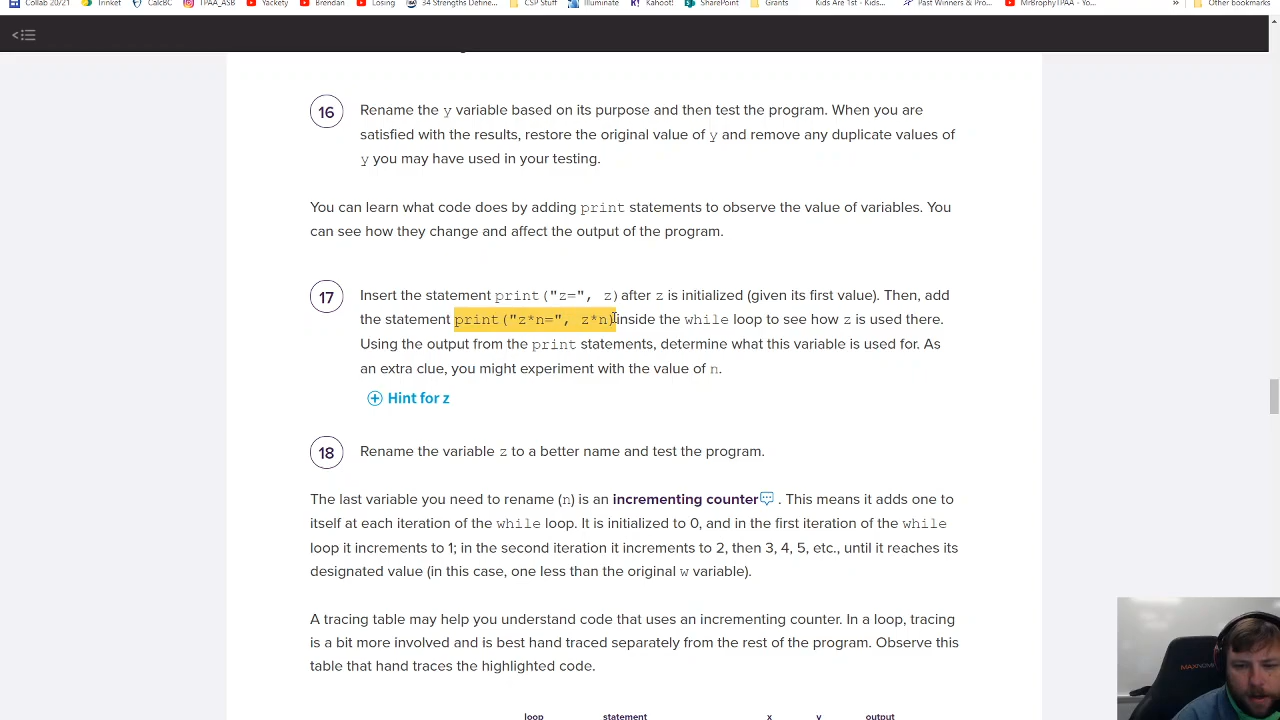 Collab 20/21 Trinket CalcBC TPAA_ASB Yackety Brendan Losing 34 Strengths Define... CSP Stuff Illuminate Kahoot! SharePoint Grants Kids Are 1st - Kids... Past Winners & Pro... MrBrophyTPAA - Yo... » Other bookmarks
16 Rename the y variable based on its purpose and then test the program. When you are
satisfied with the results, restore the original value of y and remove any duplicate values of
y you may have used in your testing.
You can learn what code does by adding print statements to observe the value of variables. You
can see how they change and affect the output of the program.
17 Insert the statement print("z=", z) after z is initialized (given its first value). Then, add
the statement print("z*n=", z*n) inside the while loop to see how z is used there.
Using the output from the print statements, determine what this variable is used for. As
an extra clue, you might experiment with the value of n.
Hint for z
18 Rename the variable z to a better name and test the program.
The last variable you need to rename (n) is an incrementing counter . This means it adds one to
itself at each iteration of the while loop. It is initialized to 0, and in the first iteration of the while
loop it increments to 1; in the second iteration it increments to 2, then 3, 4, 5, etc., until it reaches its
designated value (in this case, one less than the original w variable).
A tracing table may help you understand code that uses an incrementing counter. In a loop, tracing
is a bit more involved and is best hand traced separately from the rest of the program. Observe this
table that hand traces the highlighted code.
loop statement x y output